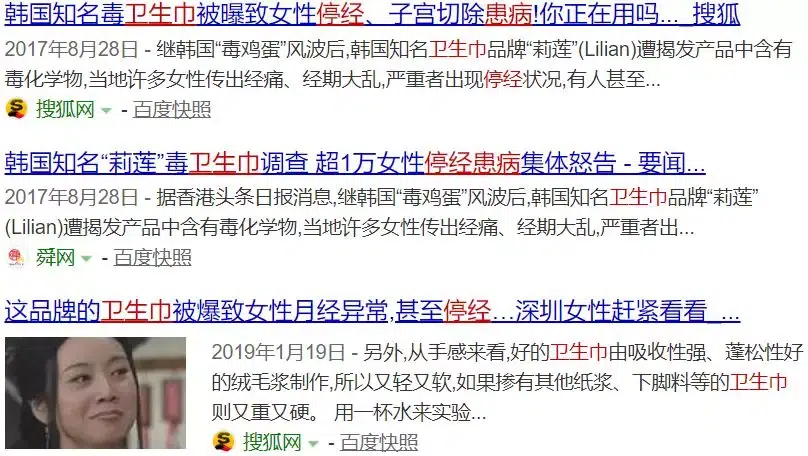 韩国知名毒卫生巾被曝致女性停经、子宫切除患病!你正在用吗..._搜狐
2017年8月28日 - 继韩国“毒鸡蛋”风波后,韩国知名卫生巾品牌“莉莲”(Lilian)遭揭发产品中含有
毒化学物,当地许多女性传出经痛、经期大乱,严重者出现停经状况,有人甚至...
搜狐网 - 百度快照
韩国知名“莉莲”毒卫生巾调查 超1万女性停经患病集体怒告 - 要闻...
2017年8月28日 - 据香港头条日报消息,继韩国“毒鸡蛋”风波后,韩国知名卫生巾品牌“莉莲”
(Lilian)遭揭发产品中含有毒化学物,当地许多女性传出经痛、经期大乱,严重者出...
舜网 - 百度快照
这品牌的卫生巾被爆致女性月经异常,甚至停经...深圳女性赶紧看看_...
2019年1月19日 - 另外,从手感来看,好的卫生巾由吸收性强、蓬松性好
的绒毛浆制作,所以又轻又软,如果掺有其他纸浆、下脚料等的卫生巾
则又重又硬。 用一杯水来实验...
搜狐网 - 百度快照